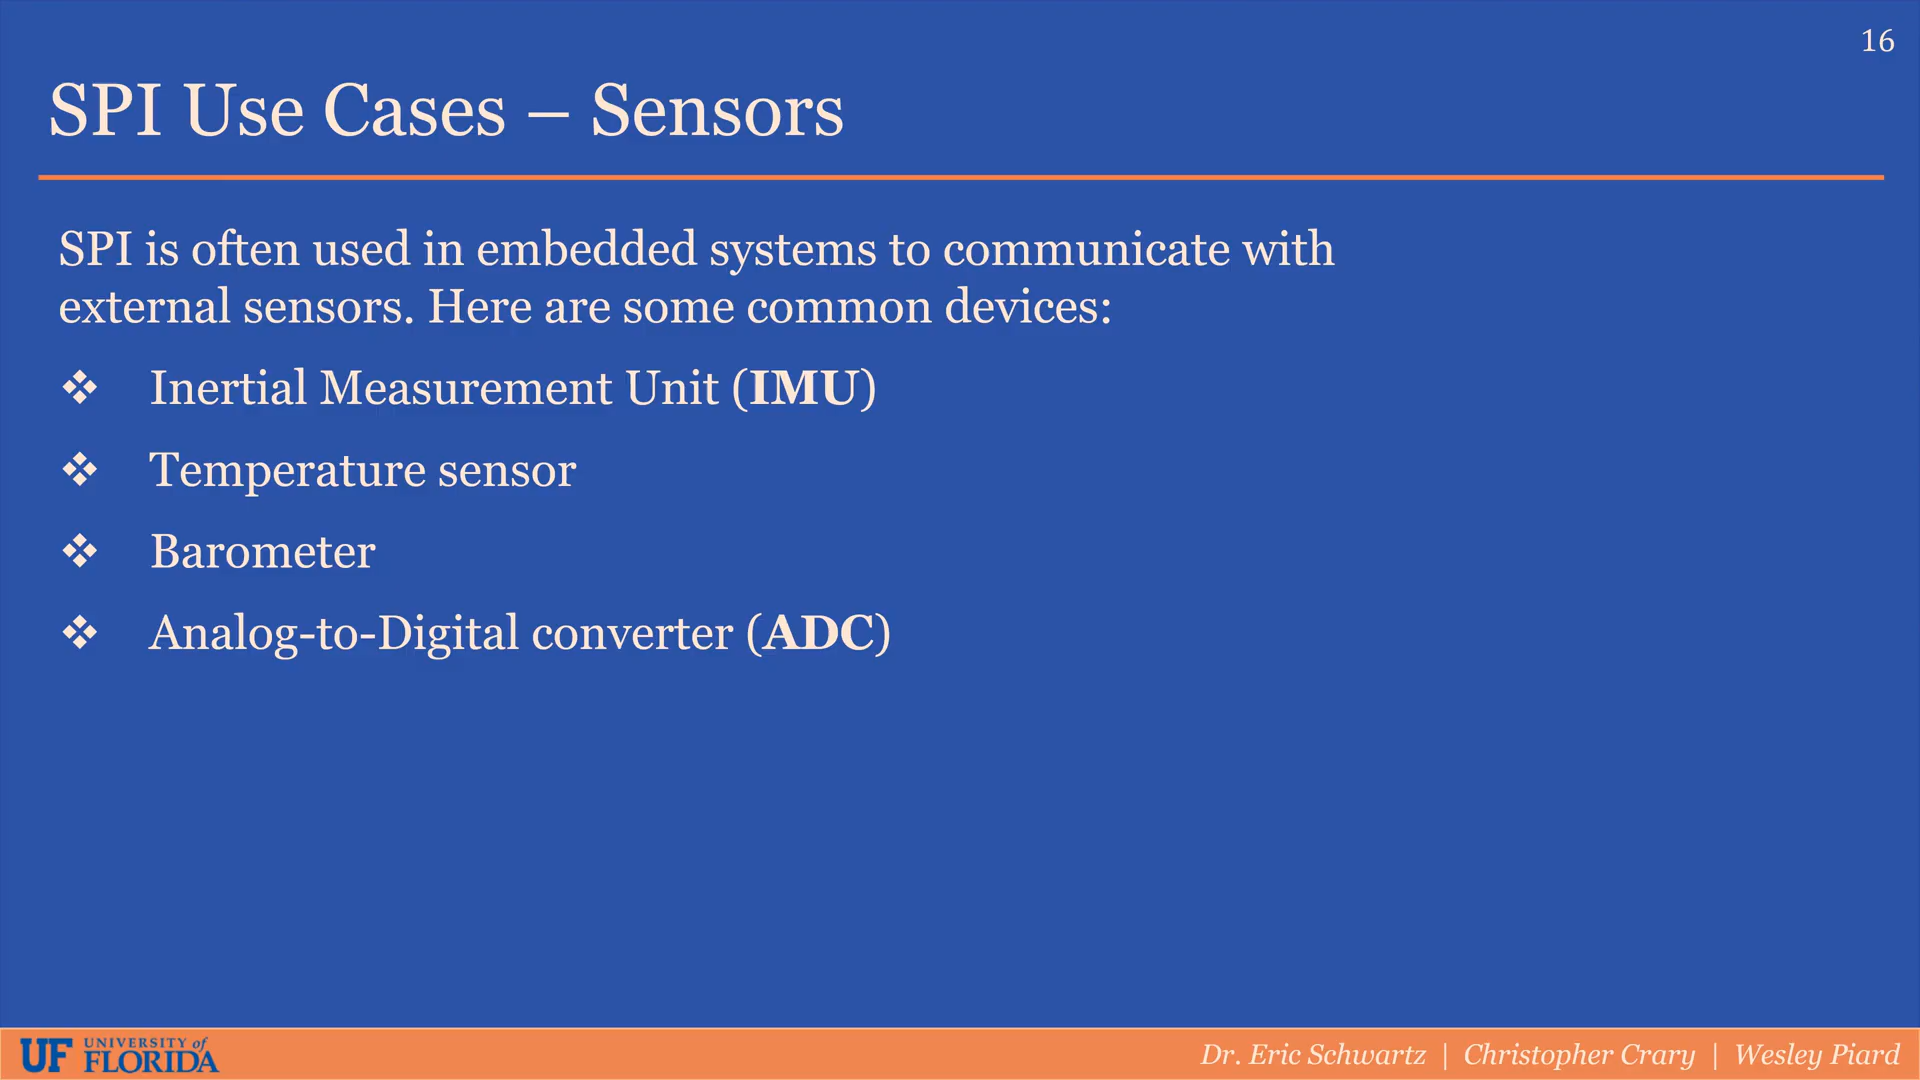 16
SPI Use Cases – Sensors
SPI is often used in embedded systems to communicate with
external sensors. Here are some common devices:
❖ Inertial Measurement Unit (IMU)
❖ Temperature sensor
❖ Barometer
❖ Analog-to-Digital converter (ADC)
UF UNIVERSITY of
FLORIDA
Dr. Eric Schwartz | Christopher Crary | Wesley Piard